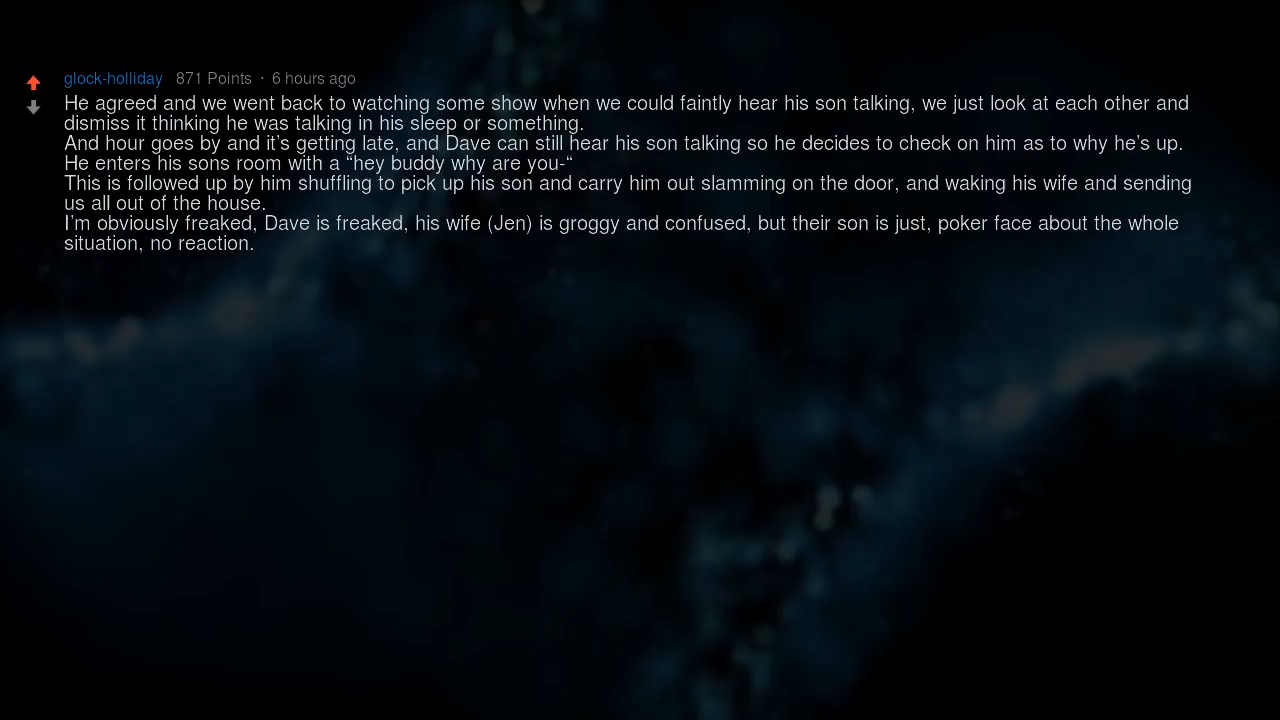 glock-holliday 871 Points · 6 hours ago
He agreed and we went back to watching some show when we could faintly hear his son talking, we just look at each other and
dismiss it thinking he was talking in his sleep or something.
And hour goes by and it’s getting late, and Dave can still hear his son talking so he decides to check on him as to why he’s up.
He enters his sons room with a “hey buddy why are you-“
This is followed up by him shuffling to pick up his son and carry him out slamming on the door, and waking his wife and sending
us all out of the house.
I’m obviously freaked, Dave is freaked, his wife (Jen) is groggy and confused, but their son is just, poker face about the whole
situation, no reaction.